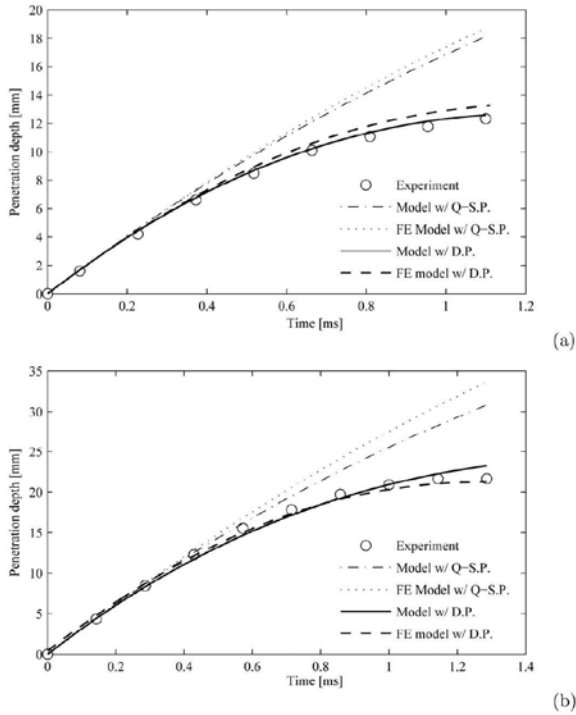 20
18
16
14
12
10
8
6
4
2
0
Penetration depth [mm]
Experiment
Model w/ Q-S.P.
FE Model w/ Q-S.P.
Model w/ D.P.
FE model w/ D.P.
0 0.2 0.4 0.6 0.8 1 1.2
Time [ms]
(a)
35
30
25
20
15
10
5
0
Penetration depth [mm]
Experiment
Model w/ Q-S.P.
FE Model w/ Q-S.P.
Model w/ D.P.
FE model w/ D.P.
0 0.2 0.4 0.6 0.8 1 1.2 1.4
Time [ms]
(b)